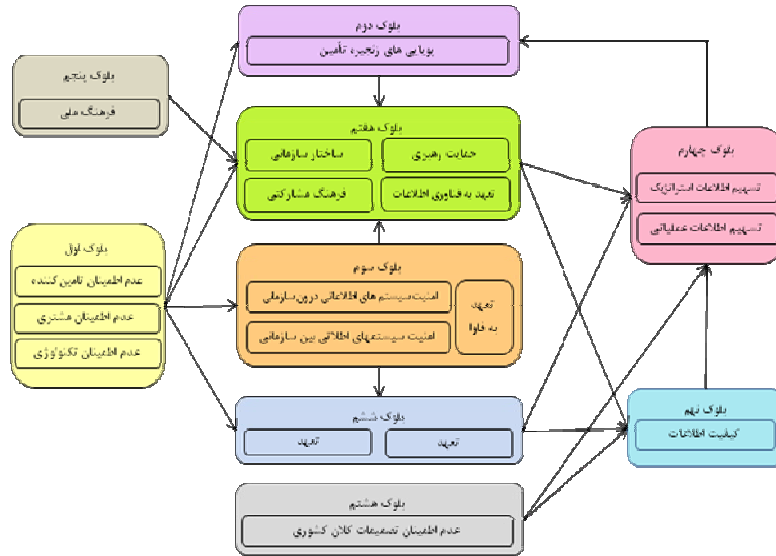 بلوک دوم
پویایی های زنجیره تأمین
بلوک پنجم
فرهنگ ملی
بلوک هفتم
حمایت رهبری
ساختار سازمانی
تعهد به فناوری اطلاعات
فرهنگ مشارکتی
بلوک چهارم
تسهیم اطلاعات استراتژیک
تسهیم اطلاعات عملیاتی
بلوک اول
عدم اطمینان تامین کننده
عدم اطمینان مشتری
عدم اطمینان تکنولوژی
بلوک سوم
تعهد
به فاوا
امنیت سیستم های اطلاعاتی درون سازمانی
امنیت سیستمهای اطلاتی بین سازمانی
بلوک ششم
تعهد
تعهد
بلوک نهم
کیفیت اطلاعات
بلوک هشتم
عدم اطمینان تصمیمات کلان کشوری